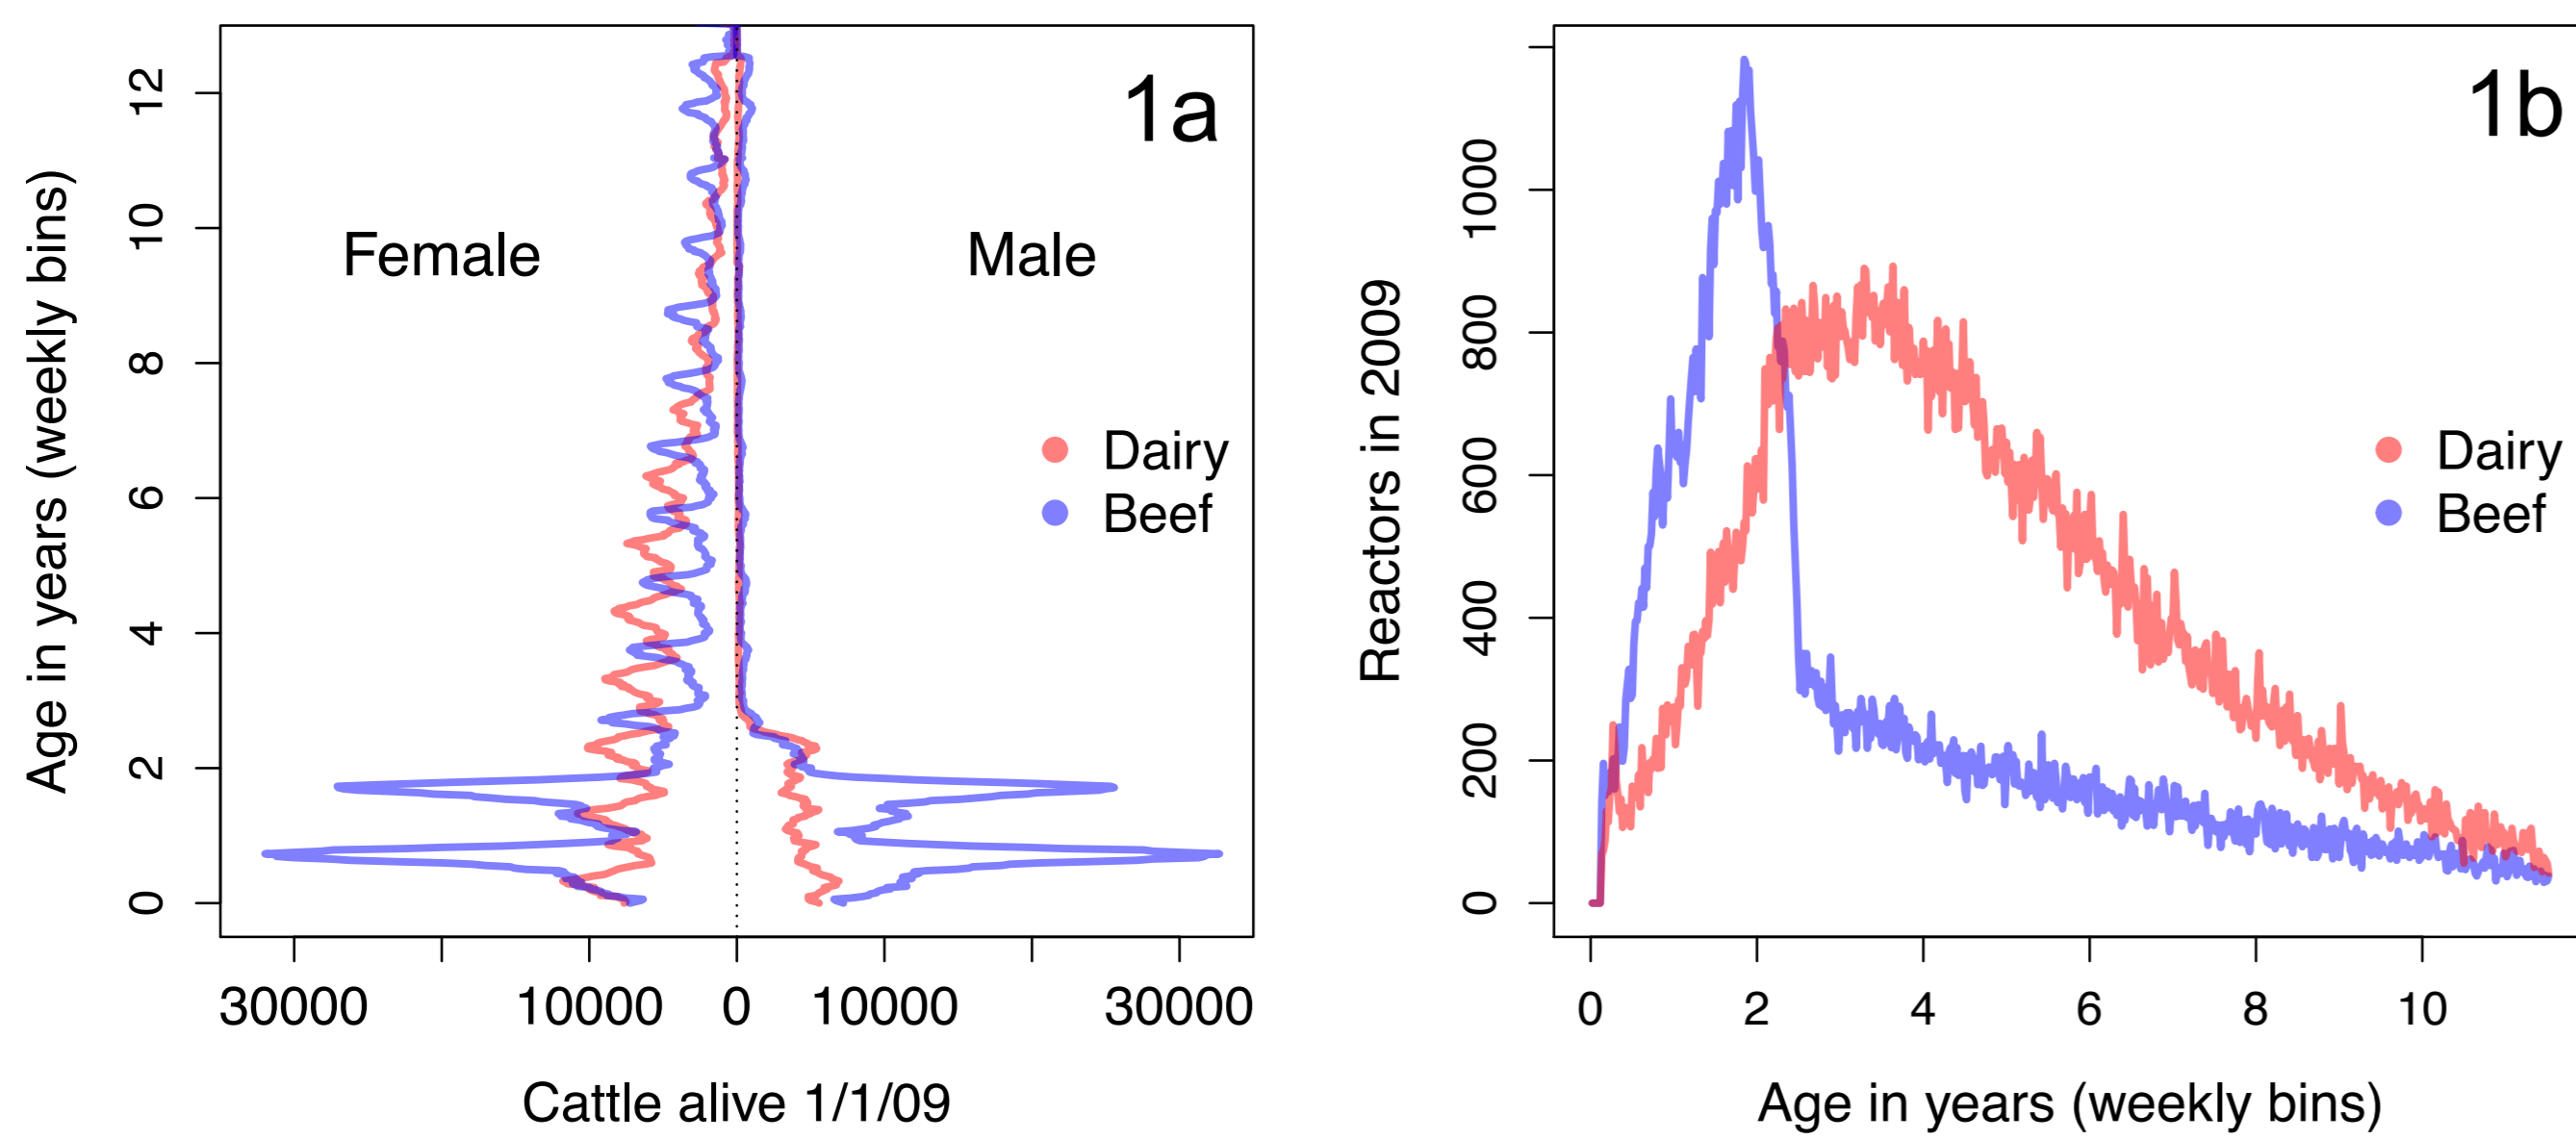 1a
Female
Male
Dairy
Beef
Age in years (weekly bins)
0 2 4 6 8 10 12
30000 10000 0 10000 30000
Cattle alive 1/1/09
1b
Dairy
Beef
Reactors in 2009
0 200 400 600 800 1000
0 2 4 6 8 10
Age in years (weekly bins)